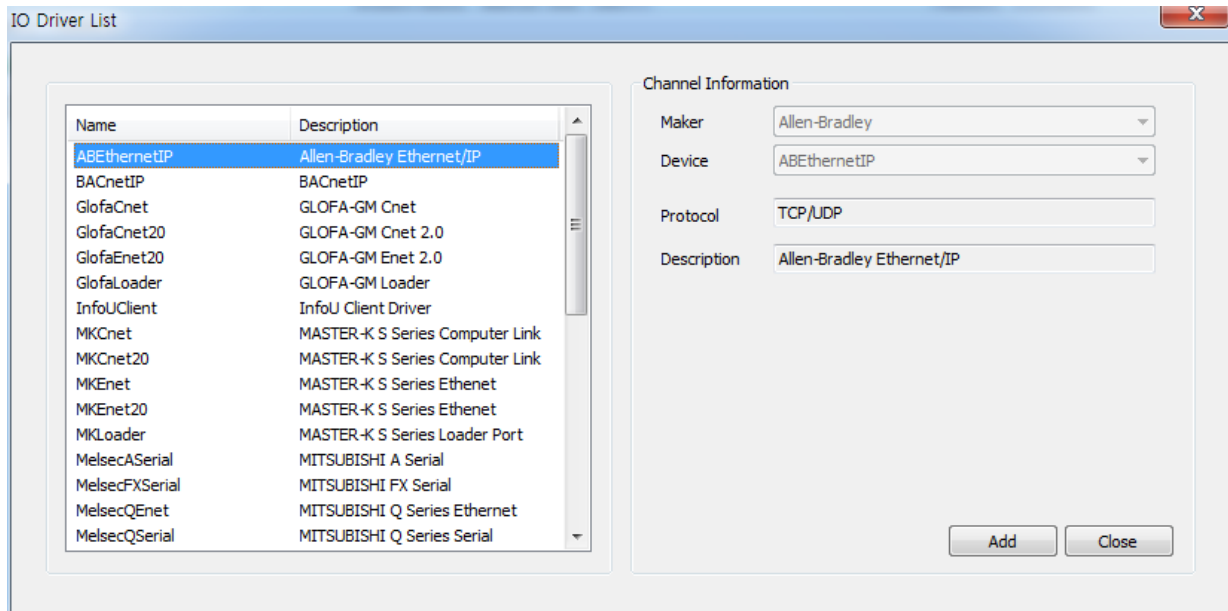 IO Driver List
Name Description
ABEthernetIP Allen-Bradley Ethernet/IP
BACnetIP BACnetIP
GlofaCnet GLOFA-GM Cnet
GlofaCnet20 GLOFA-GM Cnet 2.0
GlofaEnet20 GLOFA-GM Enet 2.0
GlofaLoader GLOFA-GM Loader
InfoUClient InfoU Client Driver
MKCnet MASTER-K S Series Computer Link
MKCnet20 MASTER-K S Series Computer Link
MKEnet MASTER-K S Series Ethenet
MKEnet20 MASTER-K S Series Ethenet
MKLoader MASTER-K S Series Loader Port
MelsecASerial MITSUBISHI A Serial
MelsecFXSerial MITSUBISHI FX Serial
MelsecQEnet MITSUBISHI Q Series Ethernet
MelsecQSerial MITSUBISHI Q Series Serial
Channel Information
Maker Allen-Bradley
Device ABEthernetIP
Protocol TCP/UDP
Description Allen-Bradley Ethernet/IP
Add Close